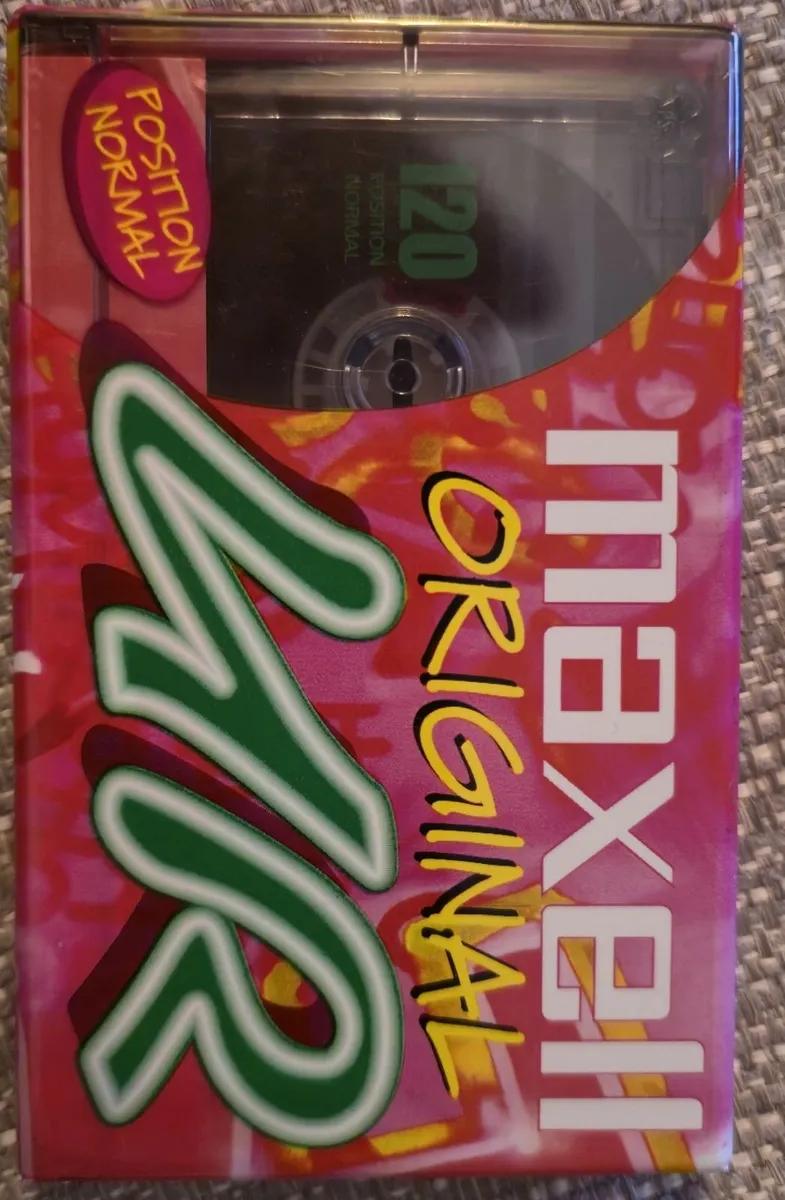 maxell
ORIGINAL
UR
120
POSITION
NORMAL
POSITION
NORMAL